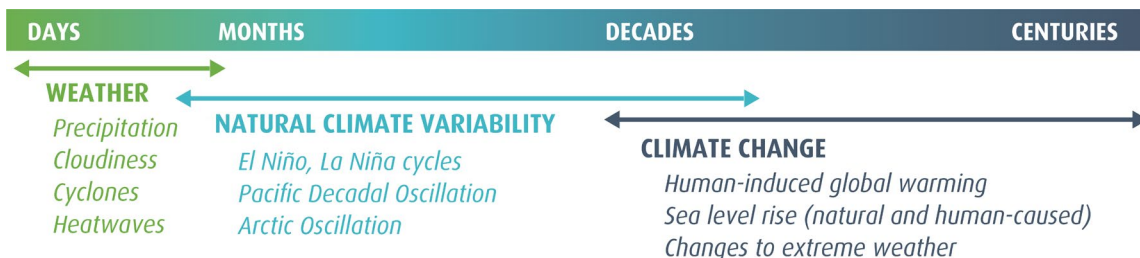 DAYS MONTHS DECADES CENTURIES
WEATHER
Precipitation
Cloudiness
Cyclones
Heatwaves
NATURAL CLIMATE VARIABILITY
El Niño, La Niña cycles
Pacific Decadal Oscillation
Arctic Oscillation
CLIMATE CHANGE
Human-induced global warming
Sea level rise (natural and human-caused)
Changes to extreme weather